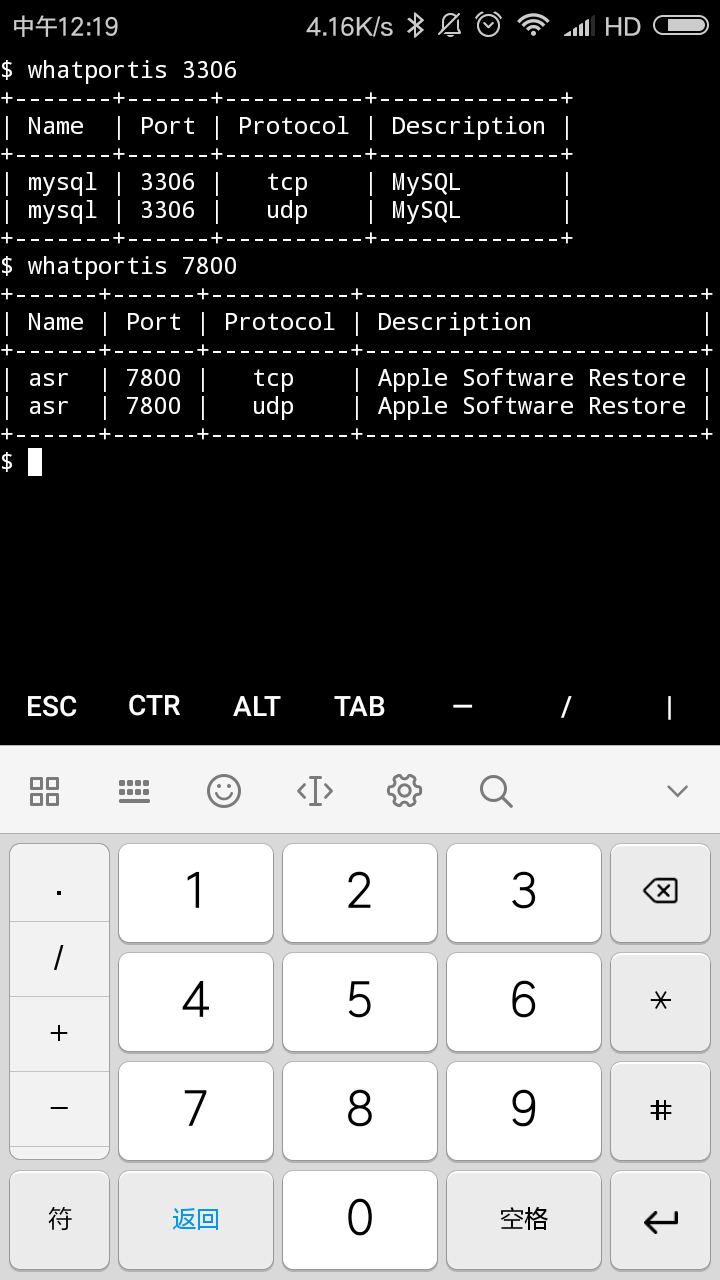 中午12:19 4.16K/s HD
$ whatportis 3306
+-------+------+----------+-------------+
| Name  | Port | Protocol | Description |
+-------+------+----------+-------------+
| mysql | 3306 |   tcp    | MySQL       |
| mysql | 3306 |   udp    | MySQL       |
+-------+------+----------+-------------+
$ whatportis 7800
+------+------+----------+------------------------+
| Name | Port | Protocol | Description            |
+------+------+----------+------------------------+
| asr  | 7800 |   tcp    | Apple Software Restore |
| asr  | 7800 |   udp    | Apple Software Restore |
+------+------+----------+------------------------+
$
ESC CTR ALT TAB — / |
. 1 2 3
/ 4 5 6 *
+ 7 8 9 #
−
符 返回 0 空格